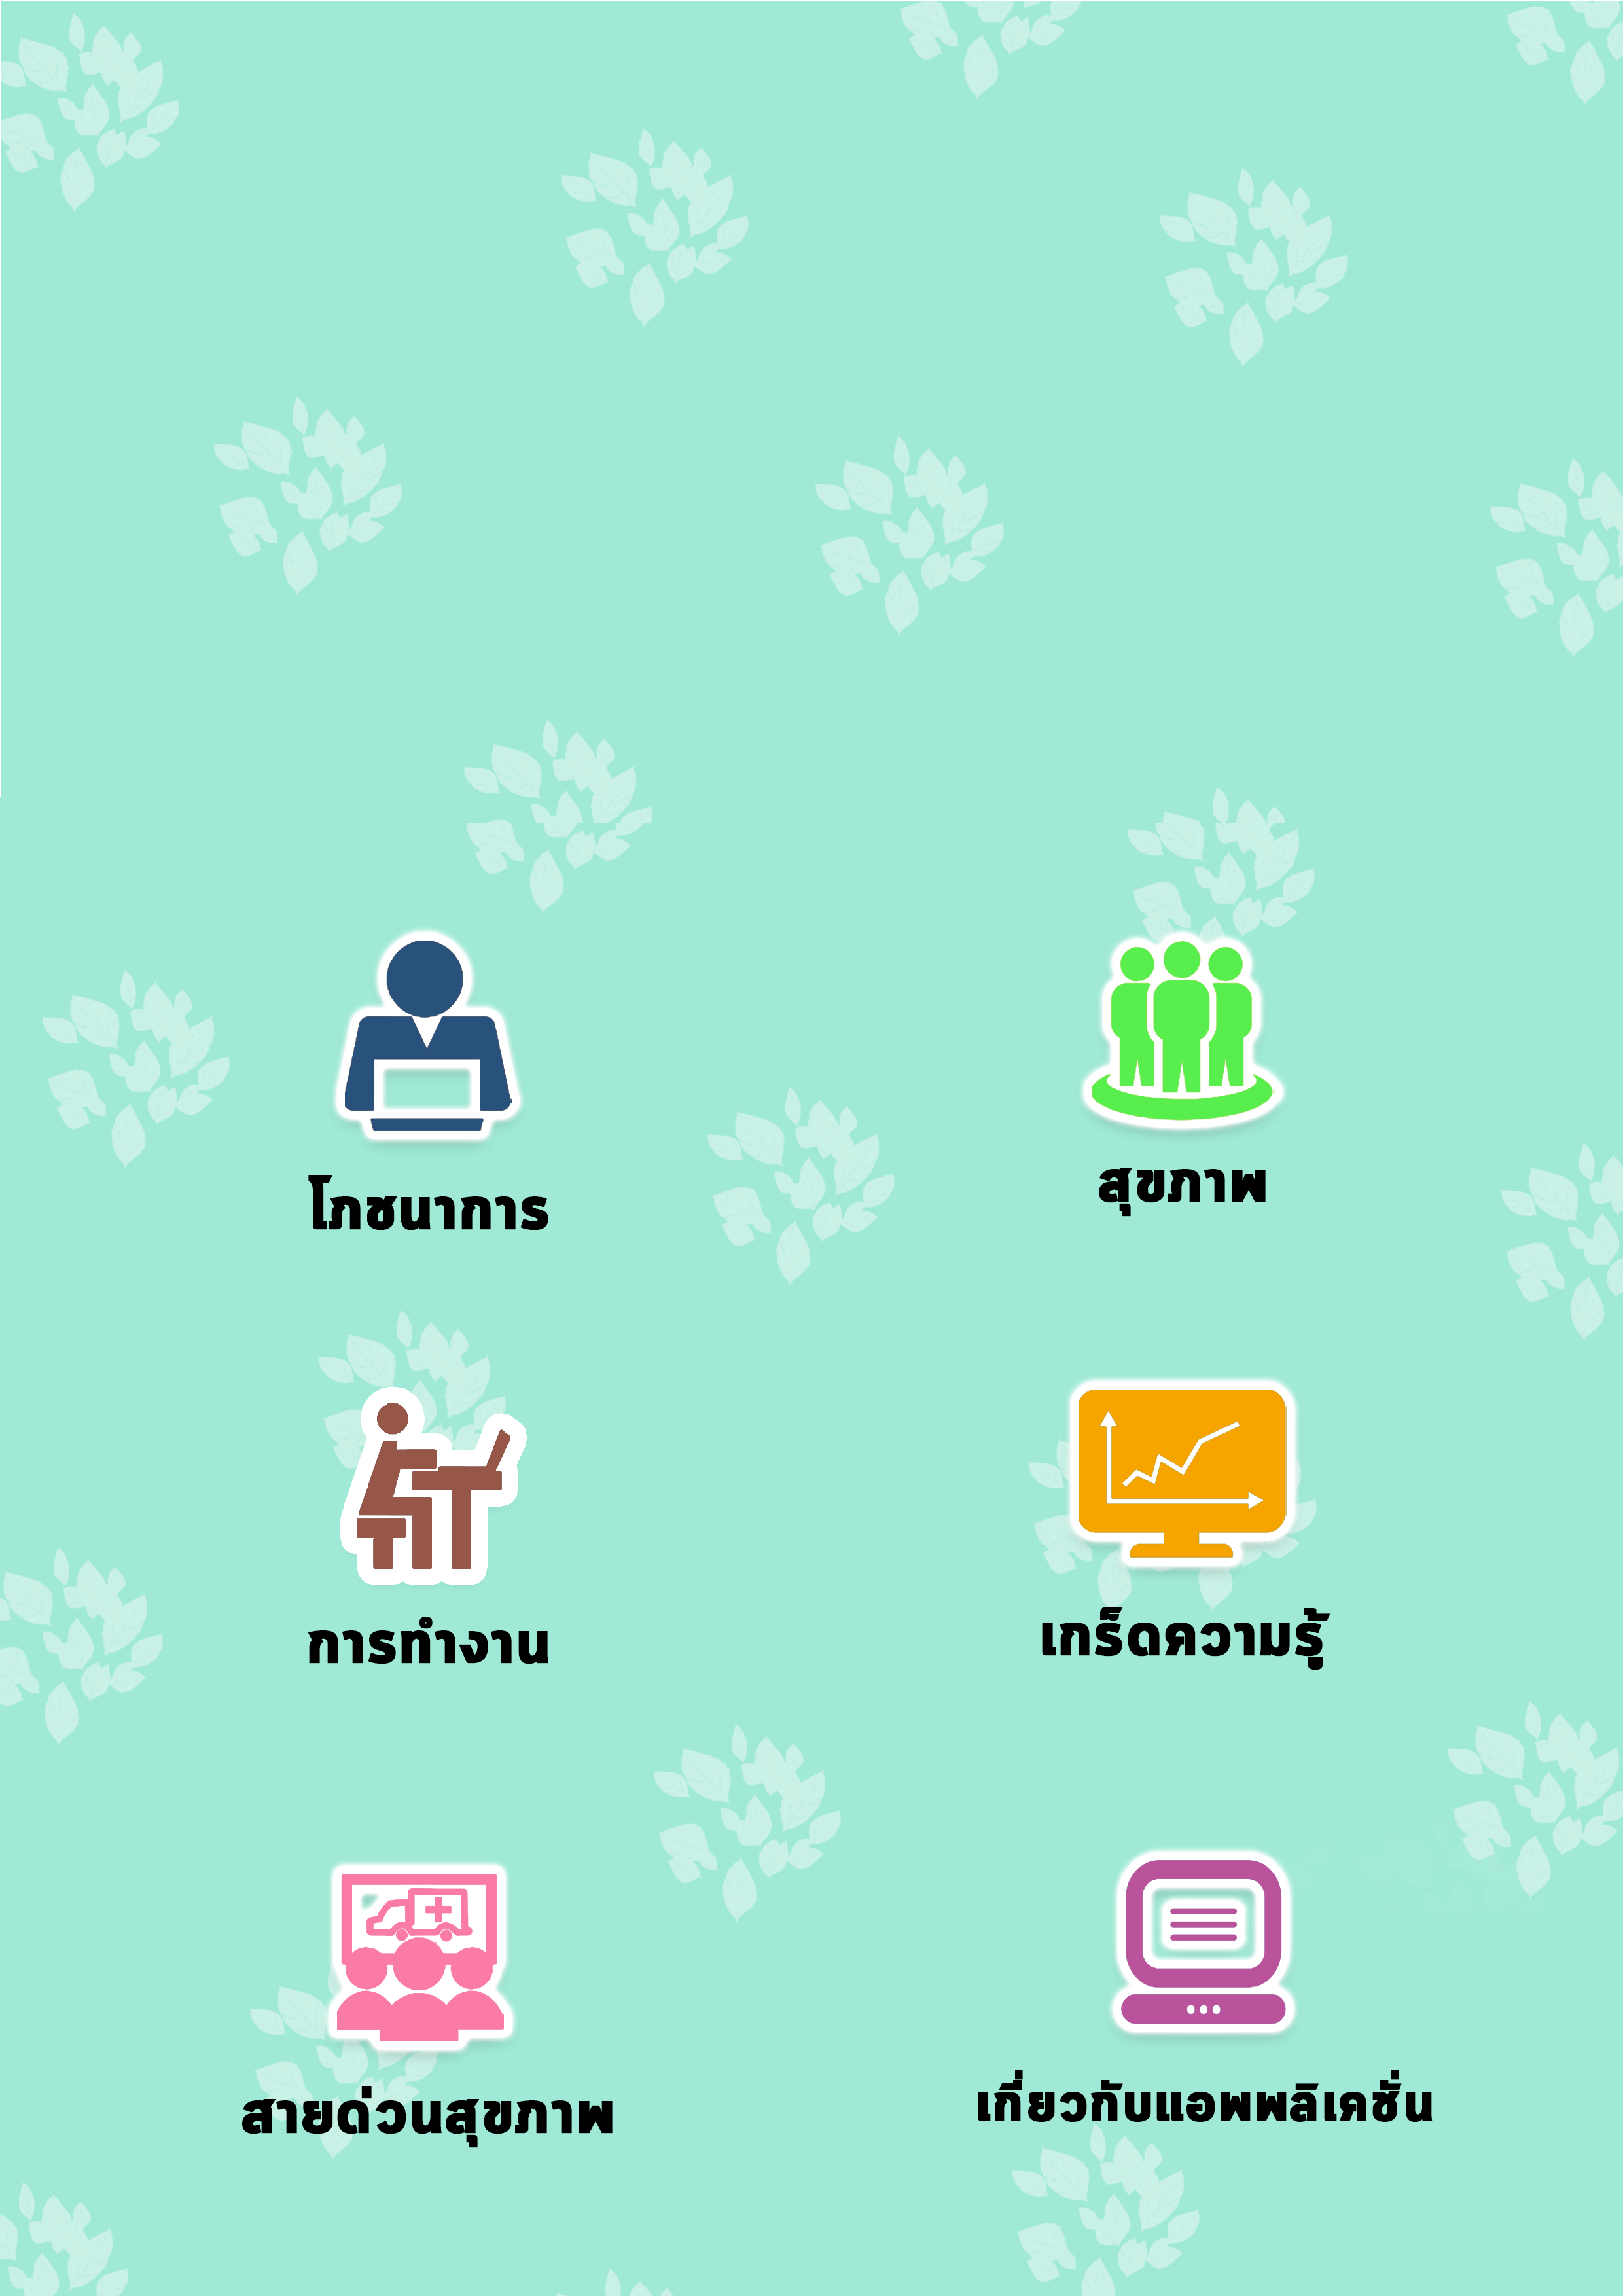 โภชนาการ
สุขภาพ
การทำงาน
เกร็ดความรู้
สายด่วนสุขภาพ
เกี่ยวกับแอพพลิเคชั่น